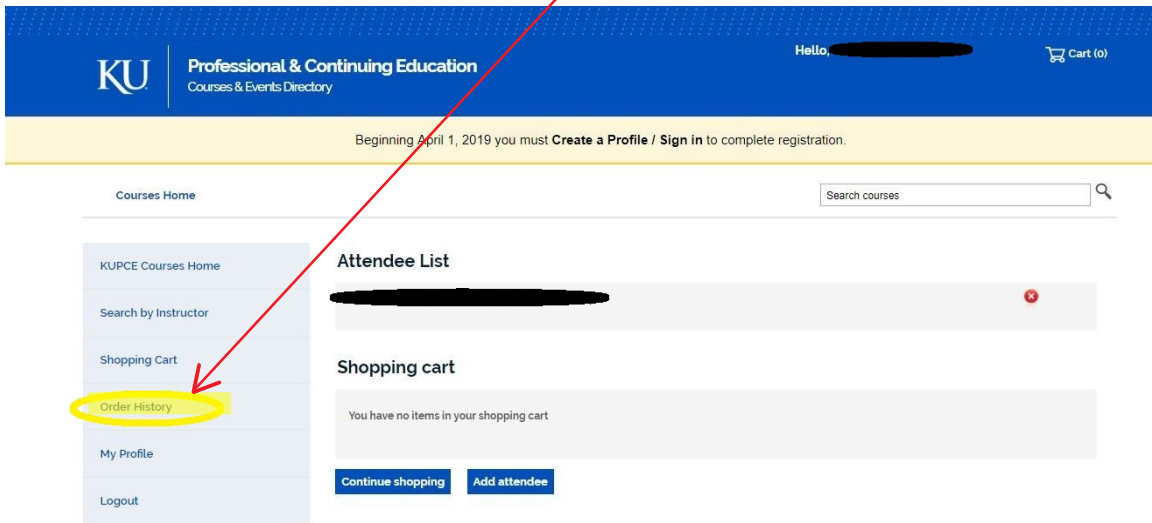 Hello,
Cart (0)
KU
Professional & Continuing Education
Courses & Events Directory
Beginning April 1, 2019 you must Create a Profile / Sign in to complete registration.
Courses Home
Search courses
KUPCE Courses Home
Search by Instructor
Shopping Cart
Order History
My Profile
Logout
Attendee List
Shopping cart
You have no items in your shopping cart
Continue shopping
Add attendee